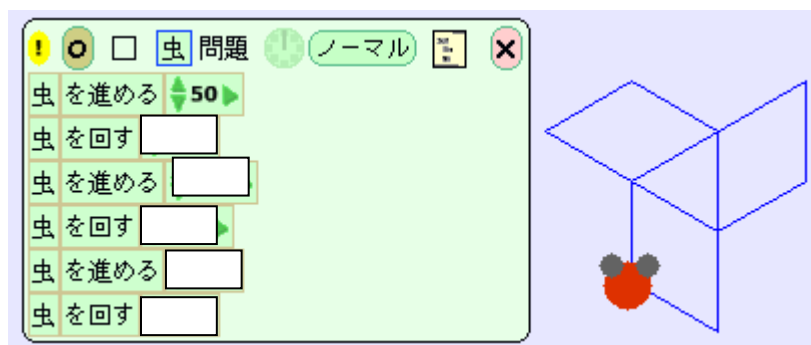 ! 虫 問題 ノーマル
虫 を進める 50
虫 を回す
虫 を進める
虫 を回す
虫 を進める
虫 を回す